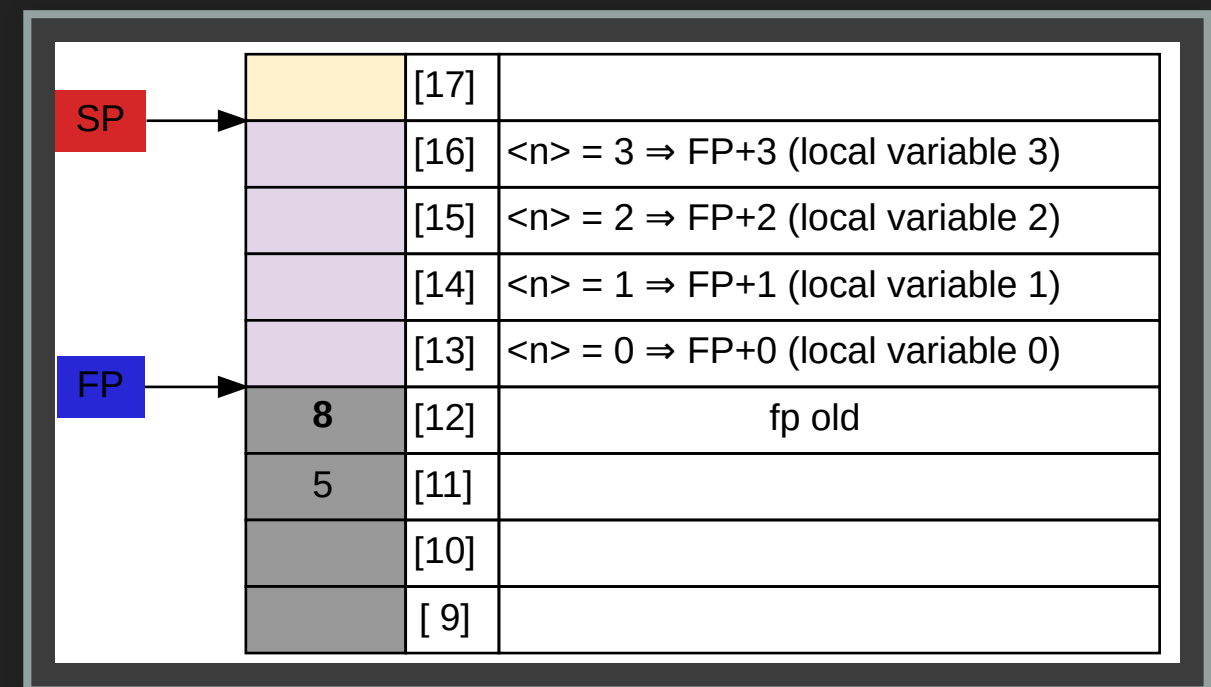 [17]
SP
[16] <n> = 3 ⇒ FP+3 (local variable 3)
[15] <n> = 2 ⇒ FP+2 (local variable 2)
[14] <n> = 1 ⇒ FP+1 (local variable 1)
[13] <n> = 0 ⇒ FP+0 (local variable 0)
FP
8 [12] fp old
5 [11]
[10]
[ 9]